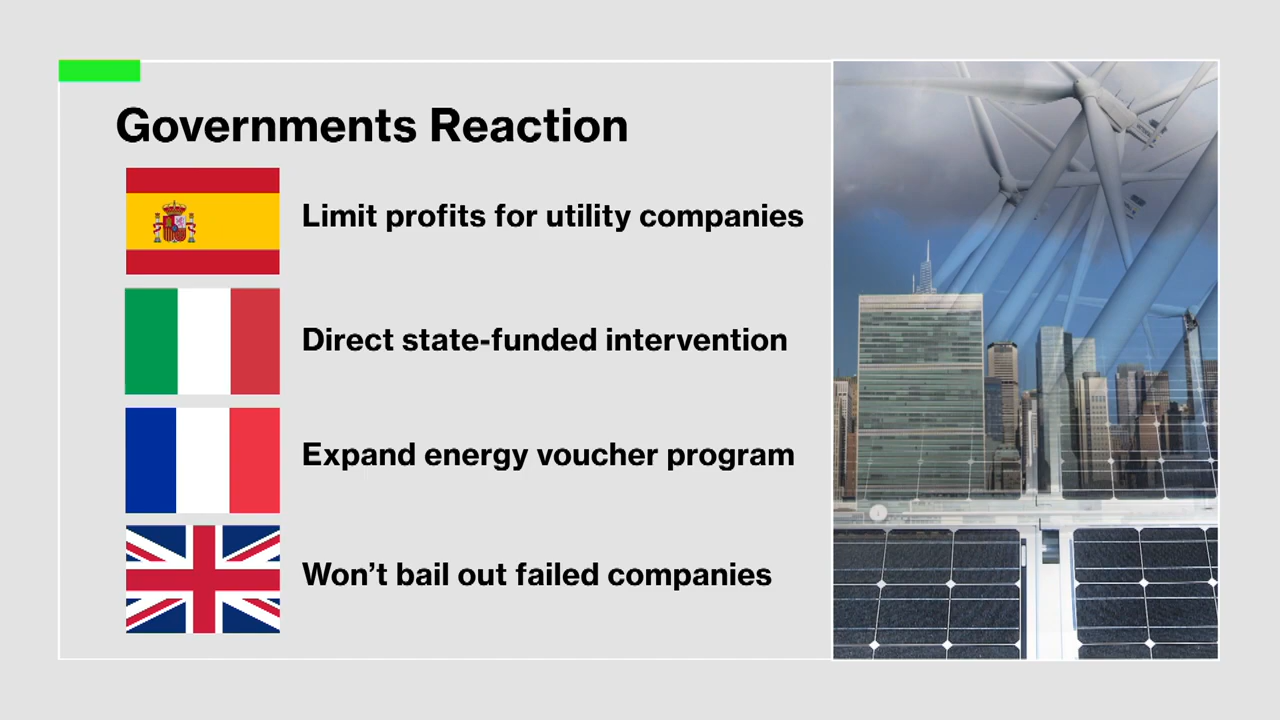 Governments Reaction
Limit profits for utility companies
Direct state-funded intervention
Expand energy voucher program
Won’t bail out failed companies